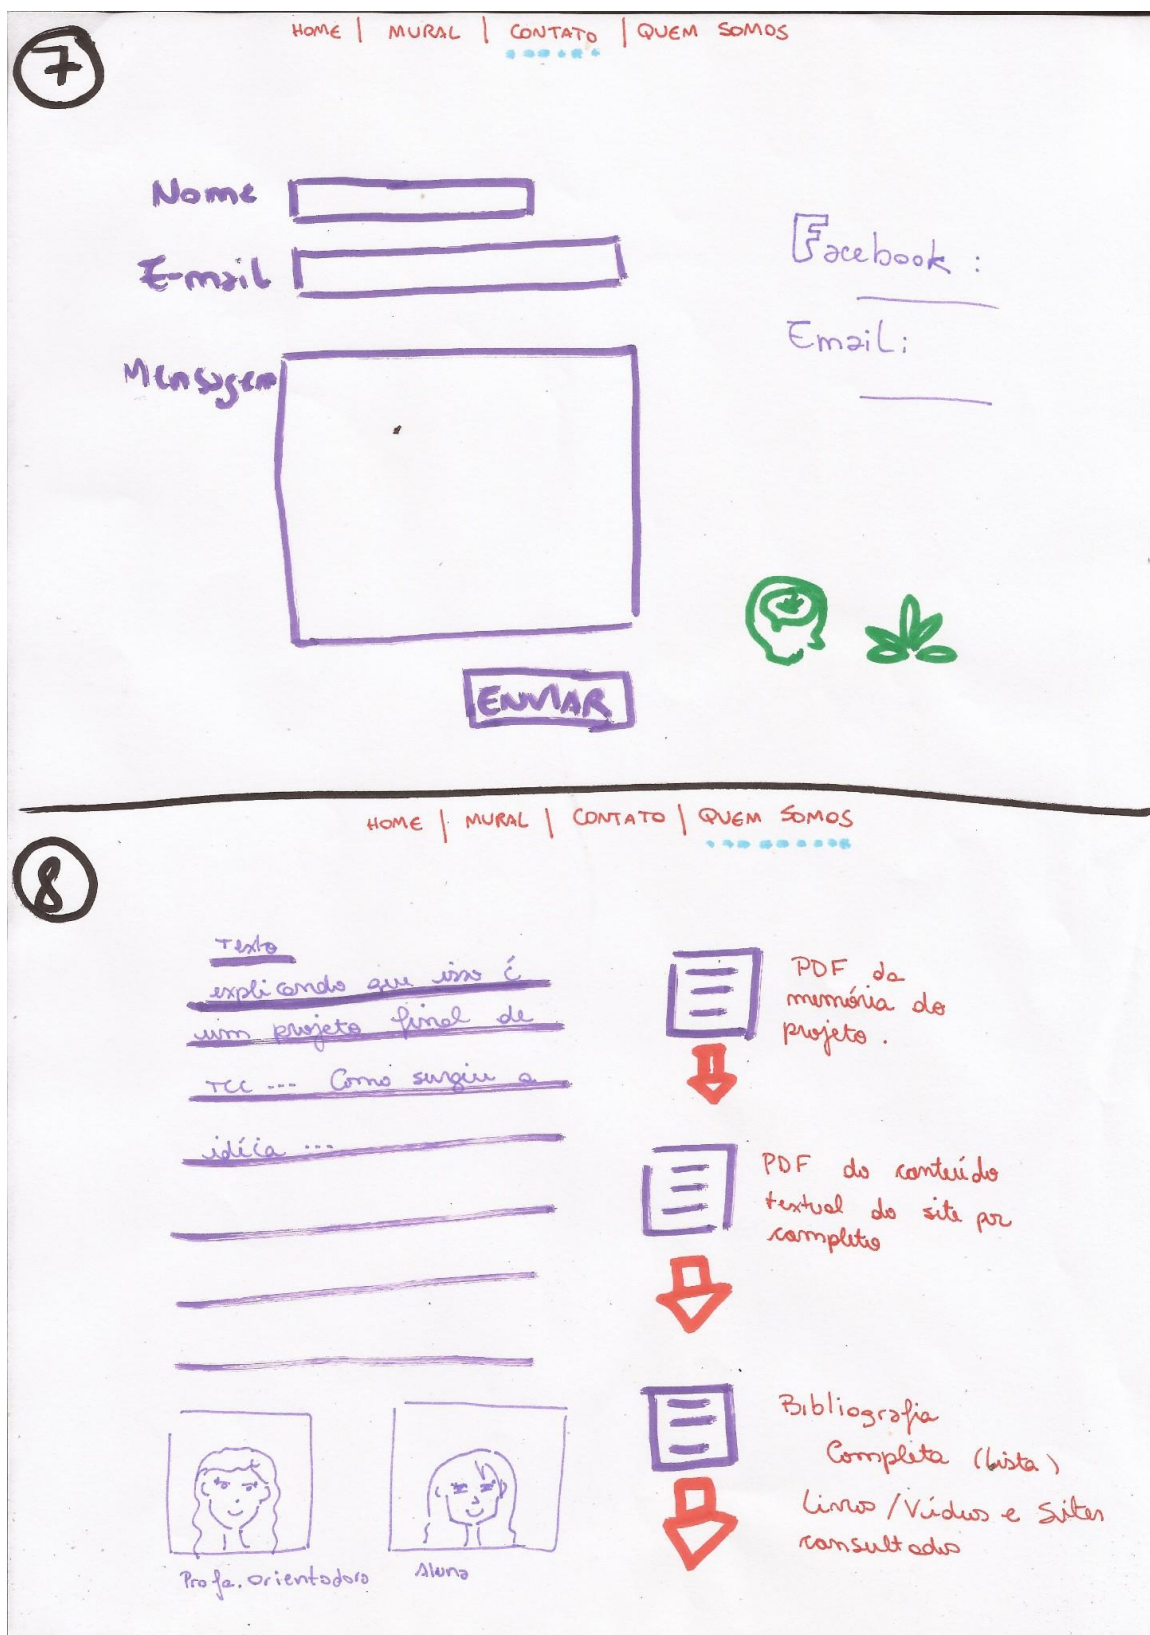 7
HOME | MURAL | CONTATO | QUEM SOMOS
Nome
E-mail
Mensagem
ENVIAR
Facebook :
Email:
8
HOME | MURAL | CONTATO | QUEM SOMOS
Texto
explicando que isso é
um projeto final de
TCC ... Como surgiu a
idéia ...
Profa. Orientadora
Aluna
PDF da
memória do
projeto.
PDF do conteúdo
textual do site por
completo
Bibliografia
Completa (Lista)
Livros / Vídeos e Sites
consultados